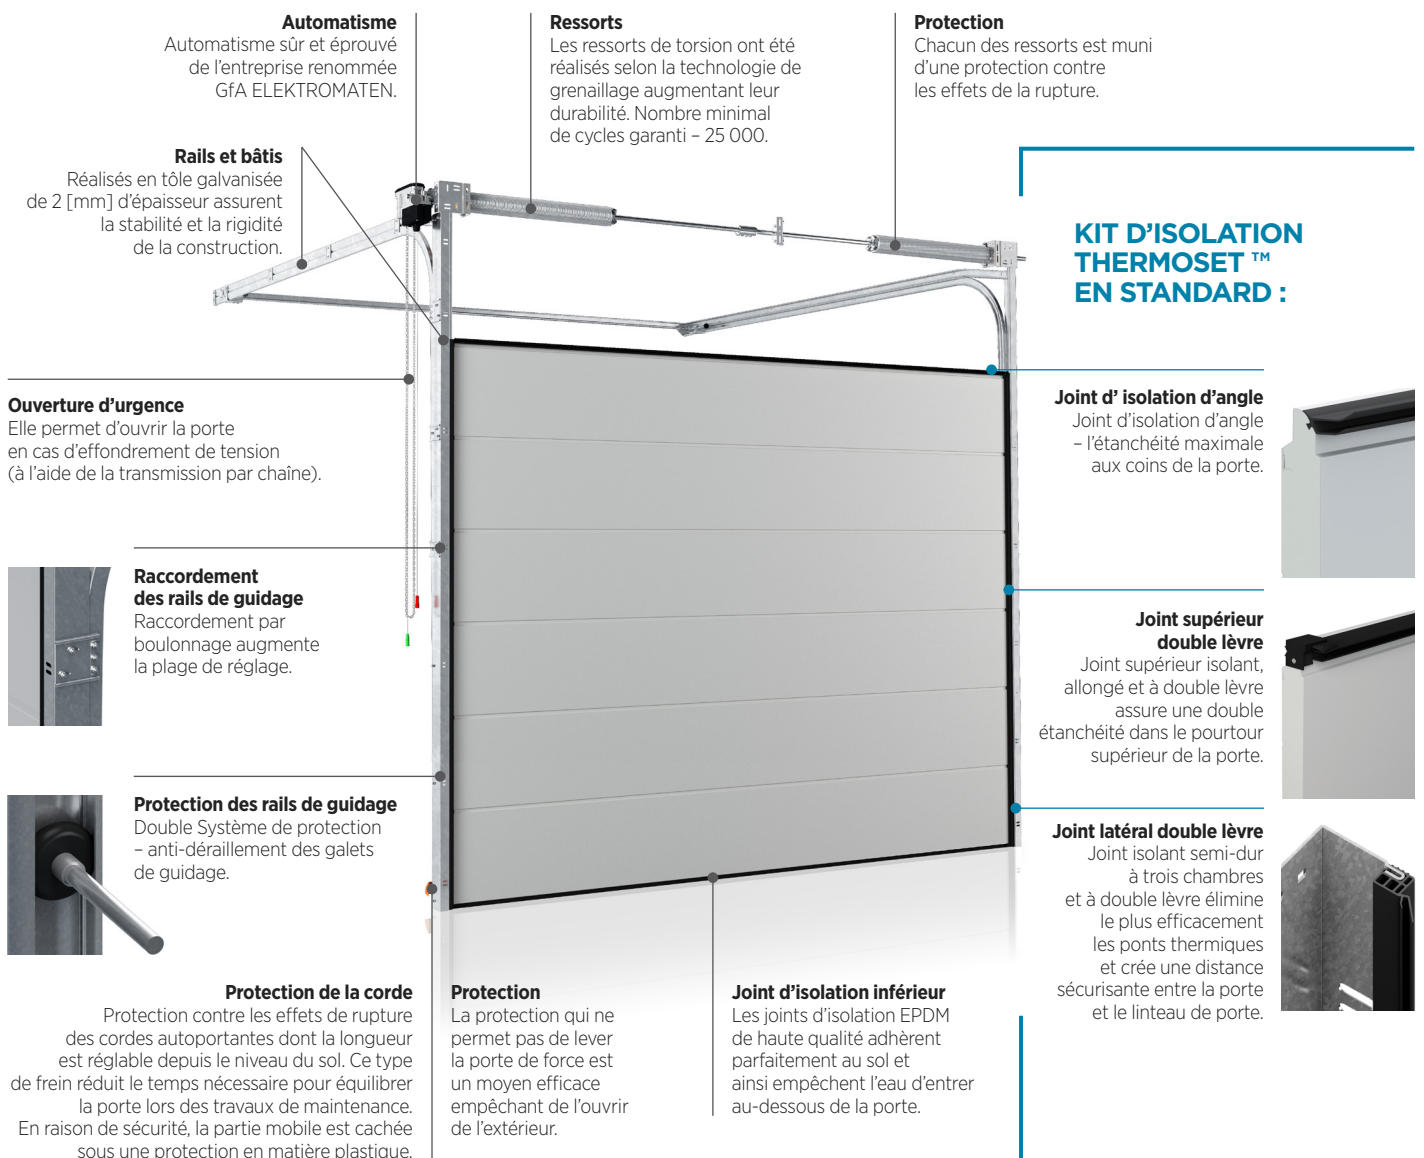 Automatisme
Automatisme sûr et éprouvé
de l'entreprise renommée
GfA ELEKTROMATEN.
Ressorts
Les ressorts de torsion ont été
réalisés selon la technologie de
grenaillage augmentant leur
durabilité. Nombre minimal
de cycles garanti – 25 000.
Protection
Chacun des ressorts est muni
d'une protection contre
les effets de la rupture.
Rails et bâtis
Réalisés en tôle galvanisée
de 2 [mm] d'épaisseur assurent
la stabilité et la rigidité
de la construction.
KIT D'ISOLATION
THERMOSET ™
EN STANDARD :
Ouverture d'urgence
Elle permet d'ouvrir la porte
en cas d'effondrement de tension
(à l'aide de la transmission par chaîne).
Joint d' isolation d'angle
Joint d'isolation d'angle
– l'étanchéité maximale
aux coins de la porte.
Raccordement
des rails de guidage
Raccordement par
boulonnage augmente
la plage de réglage.
Joint supérieur
double lèvre
Joint supérieur isolant,
allongé et à double lèvre
assure une double
étanchéité dans le pourtour
supérieur de la porte.
Protection des rails de guidage
Double Système de protection
– anti-déraillement des galets
de guidage.
Joint latéral double lèvre
Joint isolant semi-dur
à trois chambres
et à double lèvre élimine
le plus efficacement
les ponts thermiques
et crée une distance
sécurisante entre la porte
et le linteau de porte.
Protection de la corde
Protection contre les effets de rupture
des cordes autoportantes dont la longueur
est réglable depuis le niveau du sol. Ce type
de frein réduit le temps nécessaire pour équilibrer
la porte lors des travaux de maintenance.
En raison de sécurité, la partie mobile est cachée
sous une protection en matière plastique.
Protection
La protection qui ne
permet pas de lever
la porte de force est
un moyen efficace
empêchant de l'ouvrir
de l'extérieur.
Joint d'isolation inférieur
Les joints d'isolation EPDM
de haute qualité adhèrent
parfaitement au sol et
ainsi empêchent l'eau d'entrer
au-dessous de la porte.